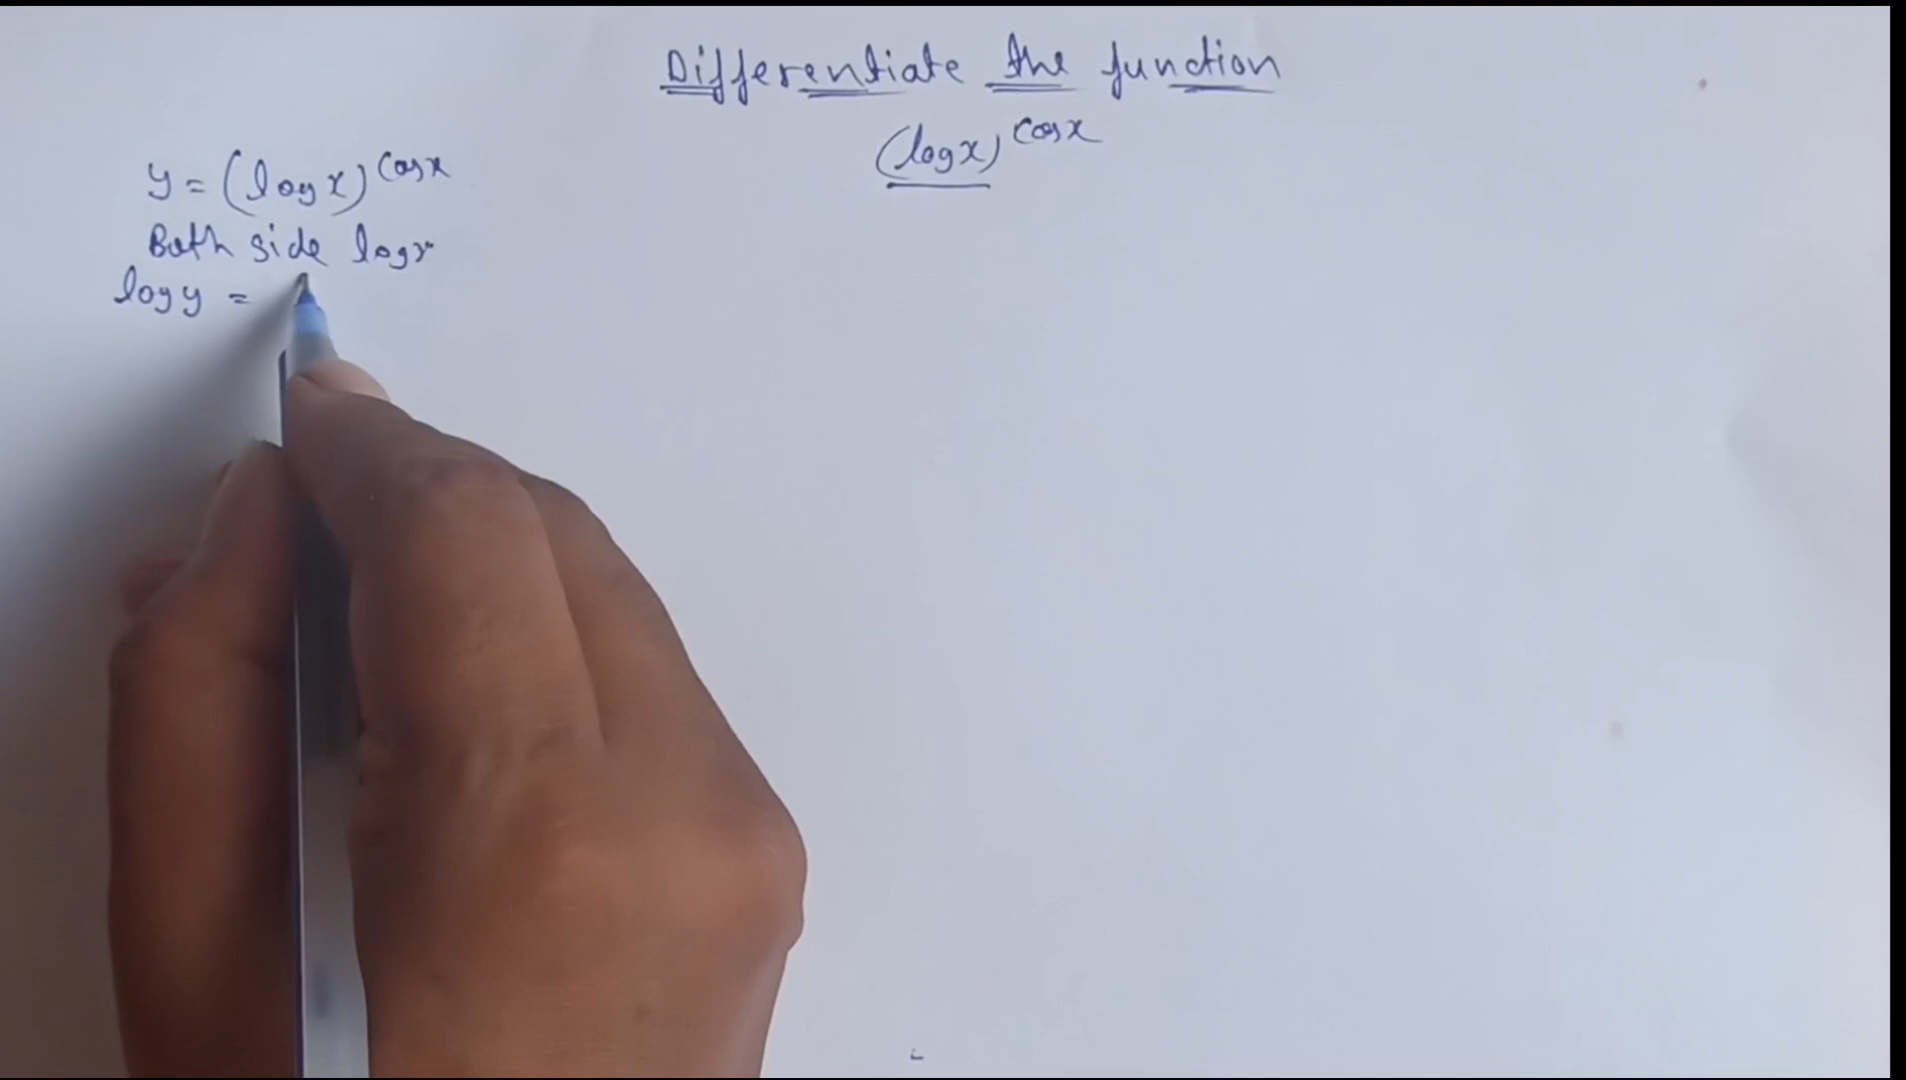 Differentiate the function
(log x)^cos x
y = (log x)^cos x
Both side log
log y =